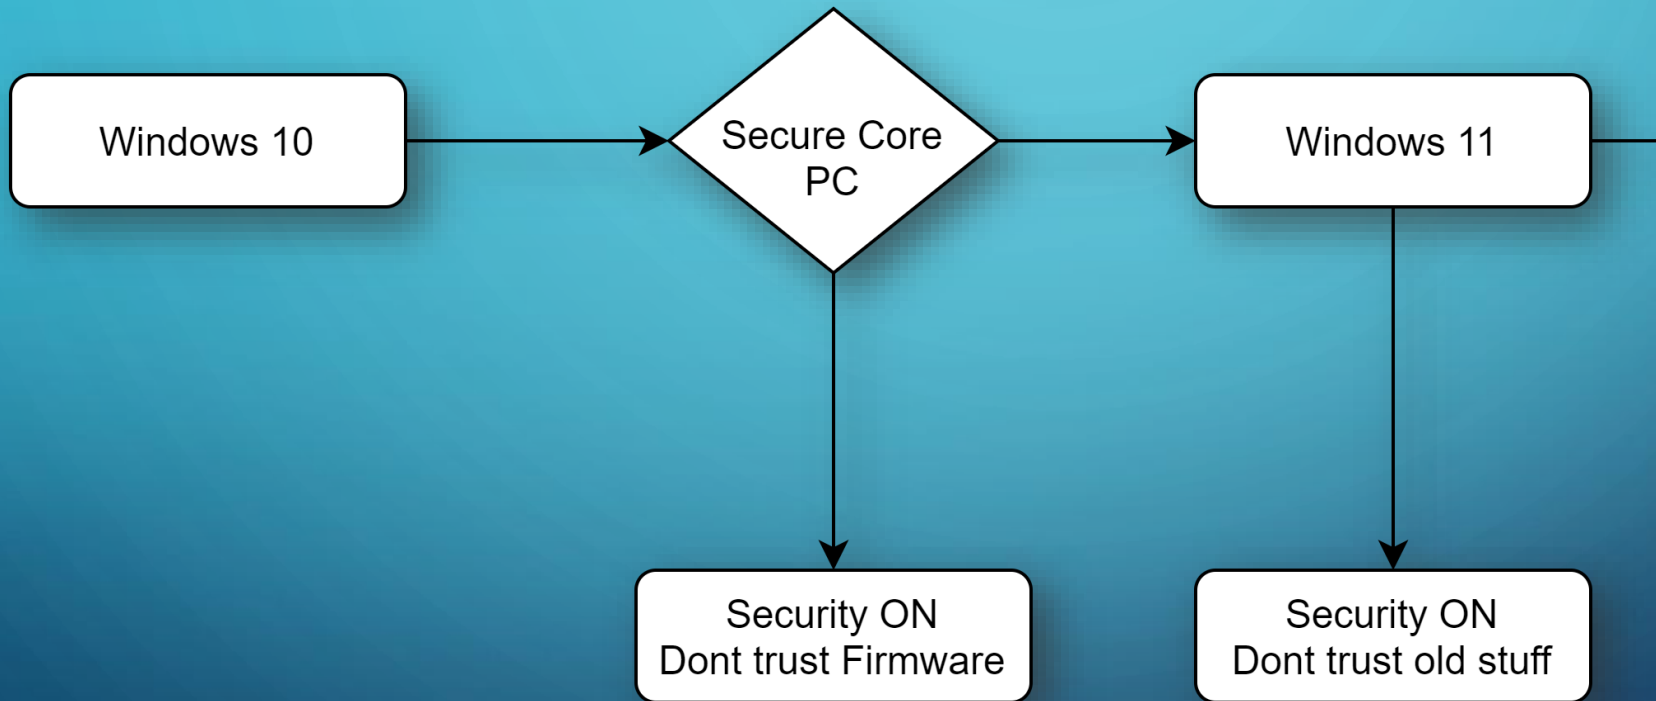 Windows 10
Secure Core
PC
Windows 11
Security ON
Dont trust Firmware
Security ON
Dont trust old stuff